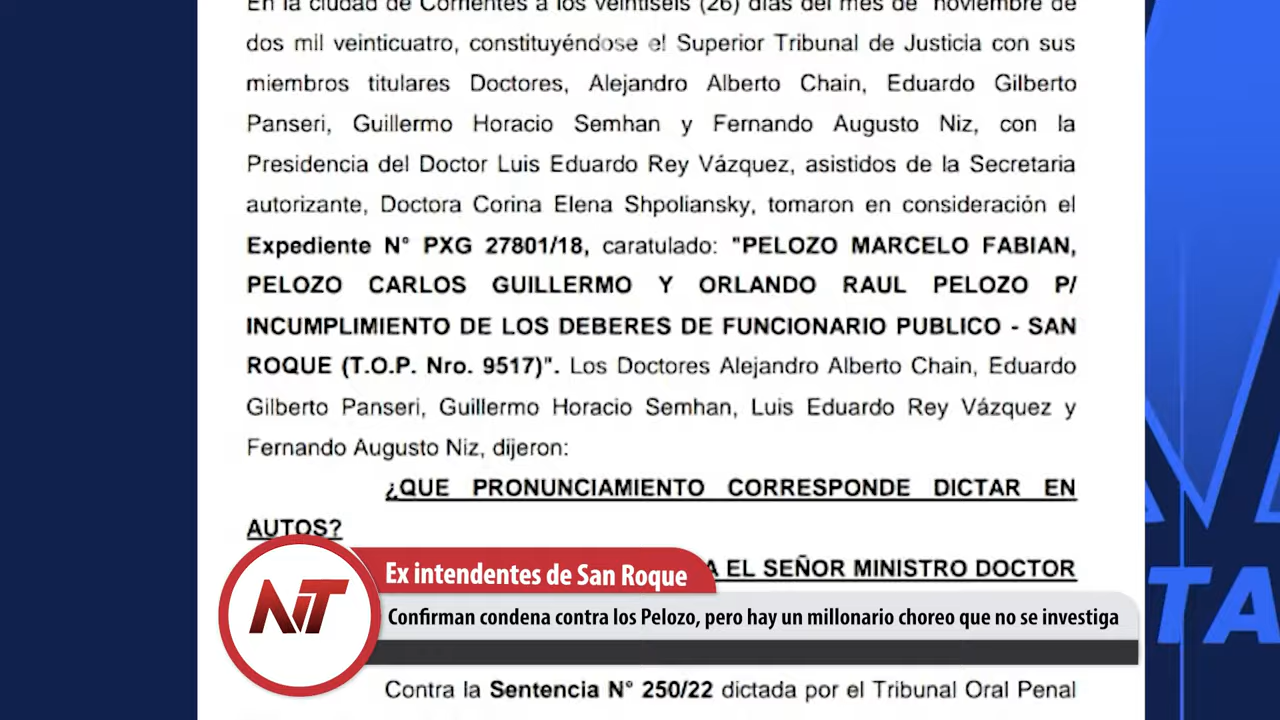 En la ciudad de Corrientes a los veintiséis (26) días del mes de noviembre de
dos mil veinticuatro, constituyéndose el Superior Tribunal de Justicia con sus
miembros titulares Doctores, Alejandro Alberto Chain, Eduardo Gilberto
Panseri, Guillermo Horacio Semhan y Fernando Augusto Niz, con la
Presidencia del Doctor Luis Eduardo Rey Vázquez, asistidos de la Secretaria
autorizante, Doctora Corina Elena Shpoliansky, tomaron en consideración el
Expediente N° PXG 27801/18, caratulado: "PELOZO MARCELO FABIAN,
PELOZO CARLOS GUILLERMO Y ORLANDO RAUL PELOZO P/
INCUMPLIMIENTO DE LOS DEBERES DE FUNCIONARIO PUBLICO - SAN
ROQUE (T.O.P. Nro. 9517)". Los Doctores Alejandro Alberto Chain, Eduardo
Gilberto Panseri, Guillermo Horacio Semhan, Luis Eduardo Rey Vázquez y
Fernando Augusto Niz, dijeron:
¿QUE PRONUNCIAMIENTO CORRESPONDE DICTAR EN
AUTOS?
A EL SEÑOR MINISTRO DOCTOR
NT
Ex intendentes de San Roque
Confirman condena contra los Pelozo, pero hay un millonario choreo que no se investiga
Contra la Sentencia N° 250/22 dictada por el Tribunal Oral Penal
TA